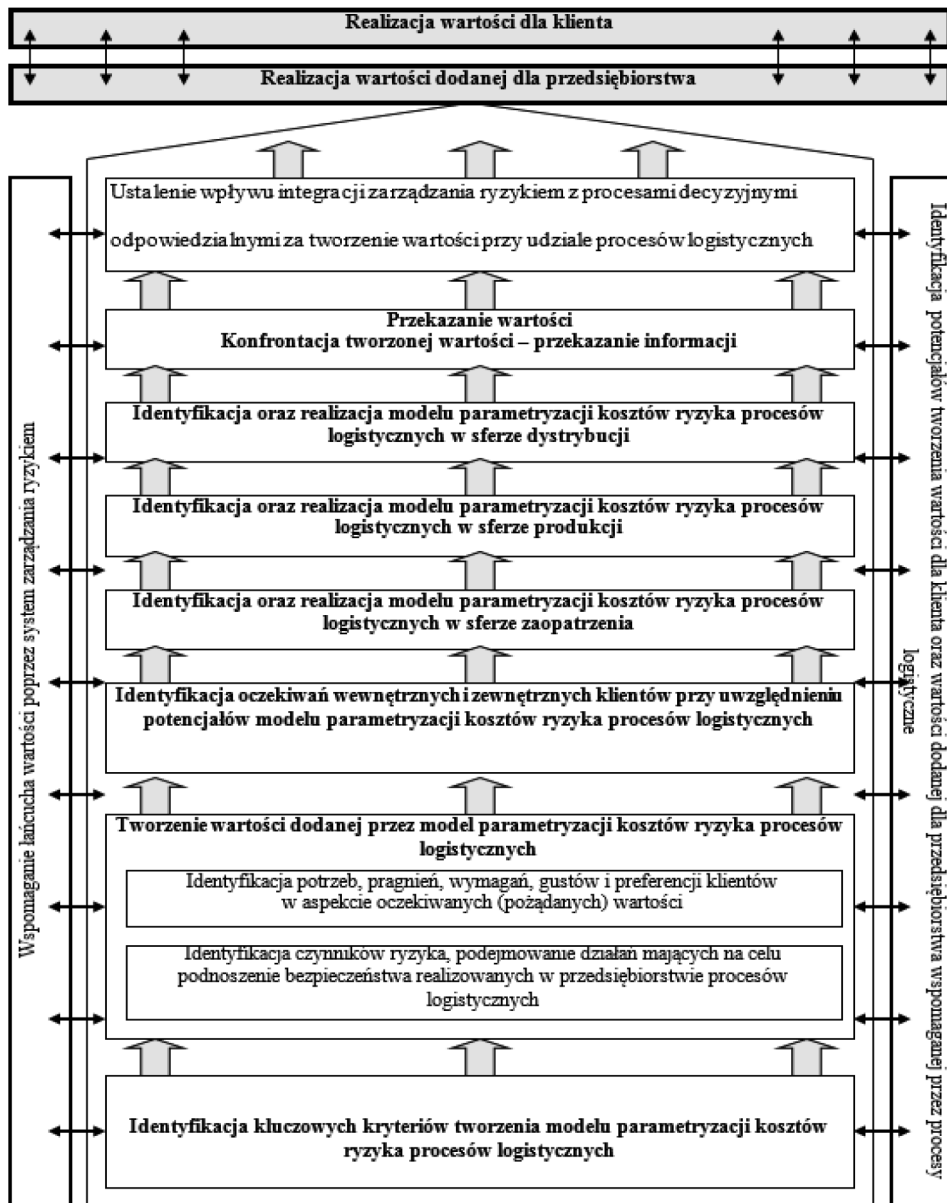 Realizacja wartości dla klienta
Realizacja wartości dodanej dla przedsiębiorstwa
Ustalenie wpływu integracji zarządzania ryzykiem z procesami decyzyjnymi
odpowiedzialnymi za tworzenie wartości przy udziale procesów logistycznych
Przekazanie wartości
Konfrontacja tworzonej wartości – przekazanie informacji
Identyfikacja oraz realizacja modelu parametryzacji kosztów ryzyka procesów
logistycznych w sferze dystrybucji
Identyfikacja oraz realizacja modelu parametryzacji kosztów ryzyka procesów
logistycznych w sferze produkcji
Identyfikacja oraz realizacja modelu parametryzacji kosztów ryzyka procesów
logistycznych w sferze zaopatrzenia
Identyfikacja oczekiwań wewnętrznych i zewnętrznych klientów przy uwzględnieniu
potencjałów modelu parametryzacji kosztów ryzyka procesów logistycznych
Tworzenie wartości dodanej przez model parametryzacji kosztów ryzyka procesów
logistycznych
Identyfikacja potrzeb, pragnień, wymagań, gustów i preferencji klientów
w aspekcie oczekiwanych (pożądanych) wartości
Identyfikacja czynników ryzyka, podejmowanie działań mających na celu
podnoszenie bezpieczeństwa realizowanych w przedsiębiorstwie procesów
logistycznych
Identyfikacja kluczowych kryteriów tworzenia modelu parametryzacji kosztów
ryzyka procesów logistycznych
Wspomaganie łańcucha wartości poprzez system zarządzania ryzykiem
Identyfikacja potencjałów tworzenia wartości dla klienta oraz wartości dodanej dla przedsiębiorstwa wspomaganej przez procesy
logistyczne